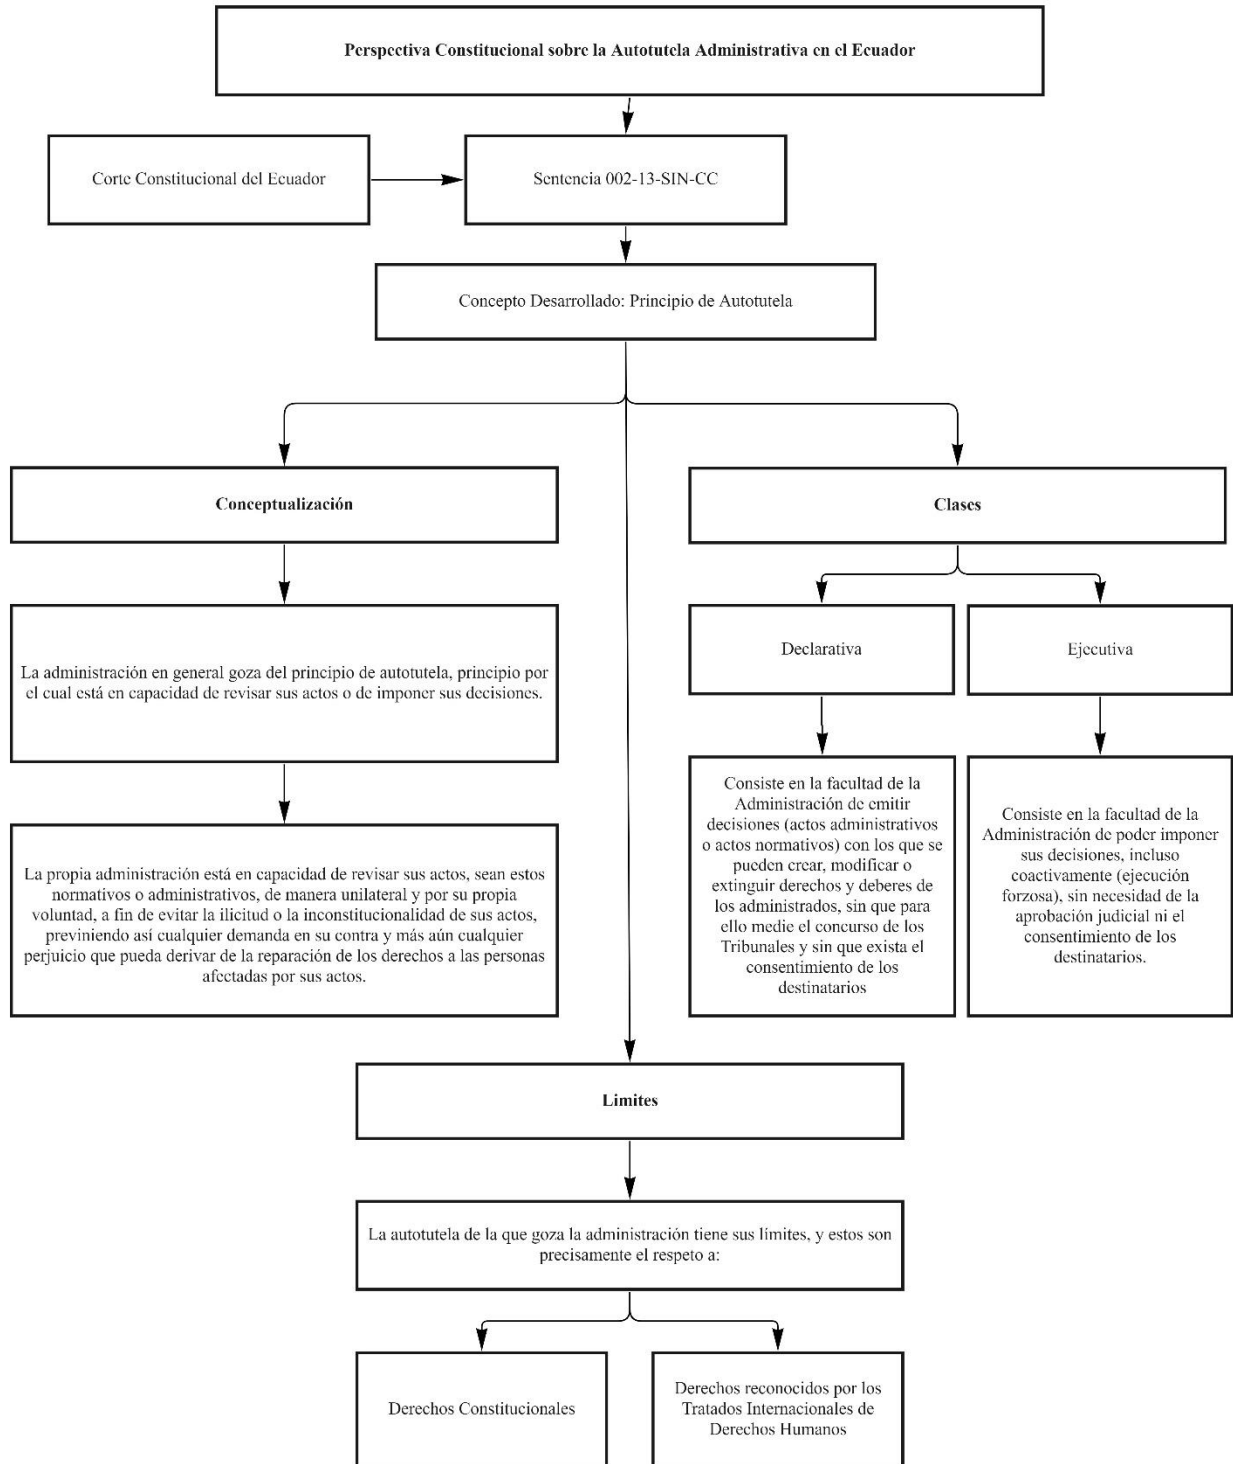 Perspectiva Constitucional sobre la Autotutela Administrativa en el Ecuador
Corte Constitucional del Ecuador
Sentencia 002-13-SIN-CC
Concepto Desarrollado: Principio de Autotutela
Conceptualización
La administración en general goza del principio de autotutela, principio por
el cual está en capacidad de revisar sus actos o de imponer sus decisiones.
La propia administración está en capacidad de revisar sus actos, sean estos
normativos o administrativos, de manera unilateral y por su propia
voluntad, a fin de evitar la ilicitud o la inconstitucionalidad de sus actos,
previniendo así cualquier demanda en su contra y más aún cualquier
perjuicio que pueda derivar de la reparación de los derechos a las personas
afectadas por sus actos.
Clases
Declarativa
Consiste en la facultad de la
Administración de emitir
decisiones (actos administrativos
o actos normativos) con los que se
pueden crear, modificar o
extinguir derechos y deberes de
los administrados, sin que para
ello medie el concurso de los
Tribunales y sin que exista el
consentimiento de los
destinatarios
Ejecutiva
Consiste en la facultad de la
Administración de poder imponer
sus decisiones, incluso
coactivamente (ejecución
forzosa), sin necesidad de la
aprobación judicial ni el
consentimiento de los
destinatarios.
Limites
La autotutela de la que goza la administración tiene sus límites, y estos son
precisamente el respeto a:
Derechos Constitucionales
Derechos reconocidos por los
Tratados Internacionales de
Derechos Humanos